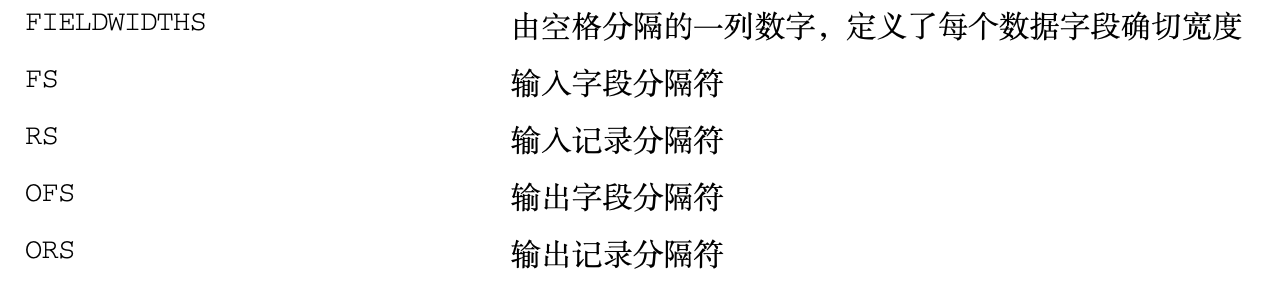 FIELDWIDTHS 由空格分隔的一列数字，定义了每个数据字段确切宽度
FS 输入字段分隔符
RS 输入记录分隔符
OFS 输出字段分隔符
ORS 输出记录分隔符